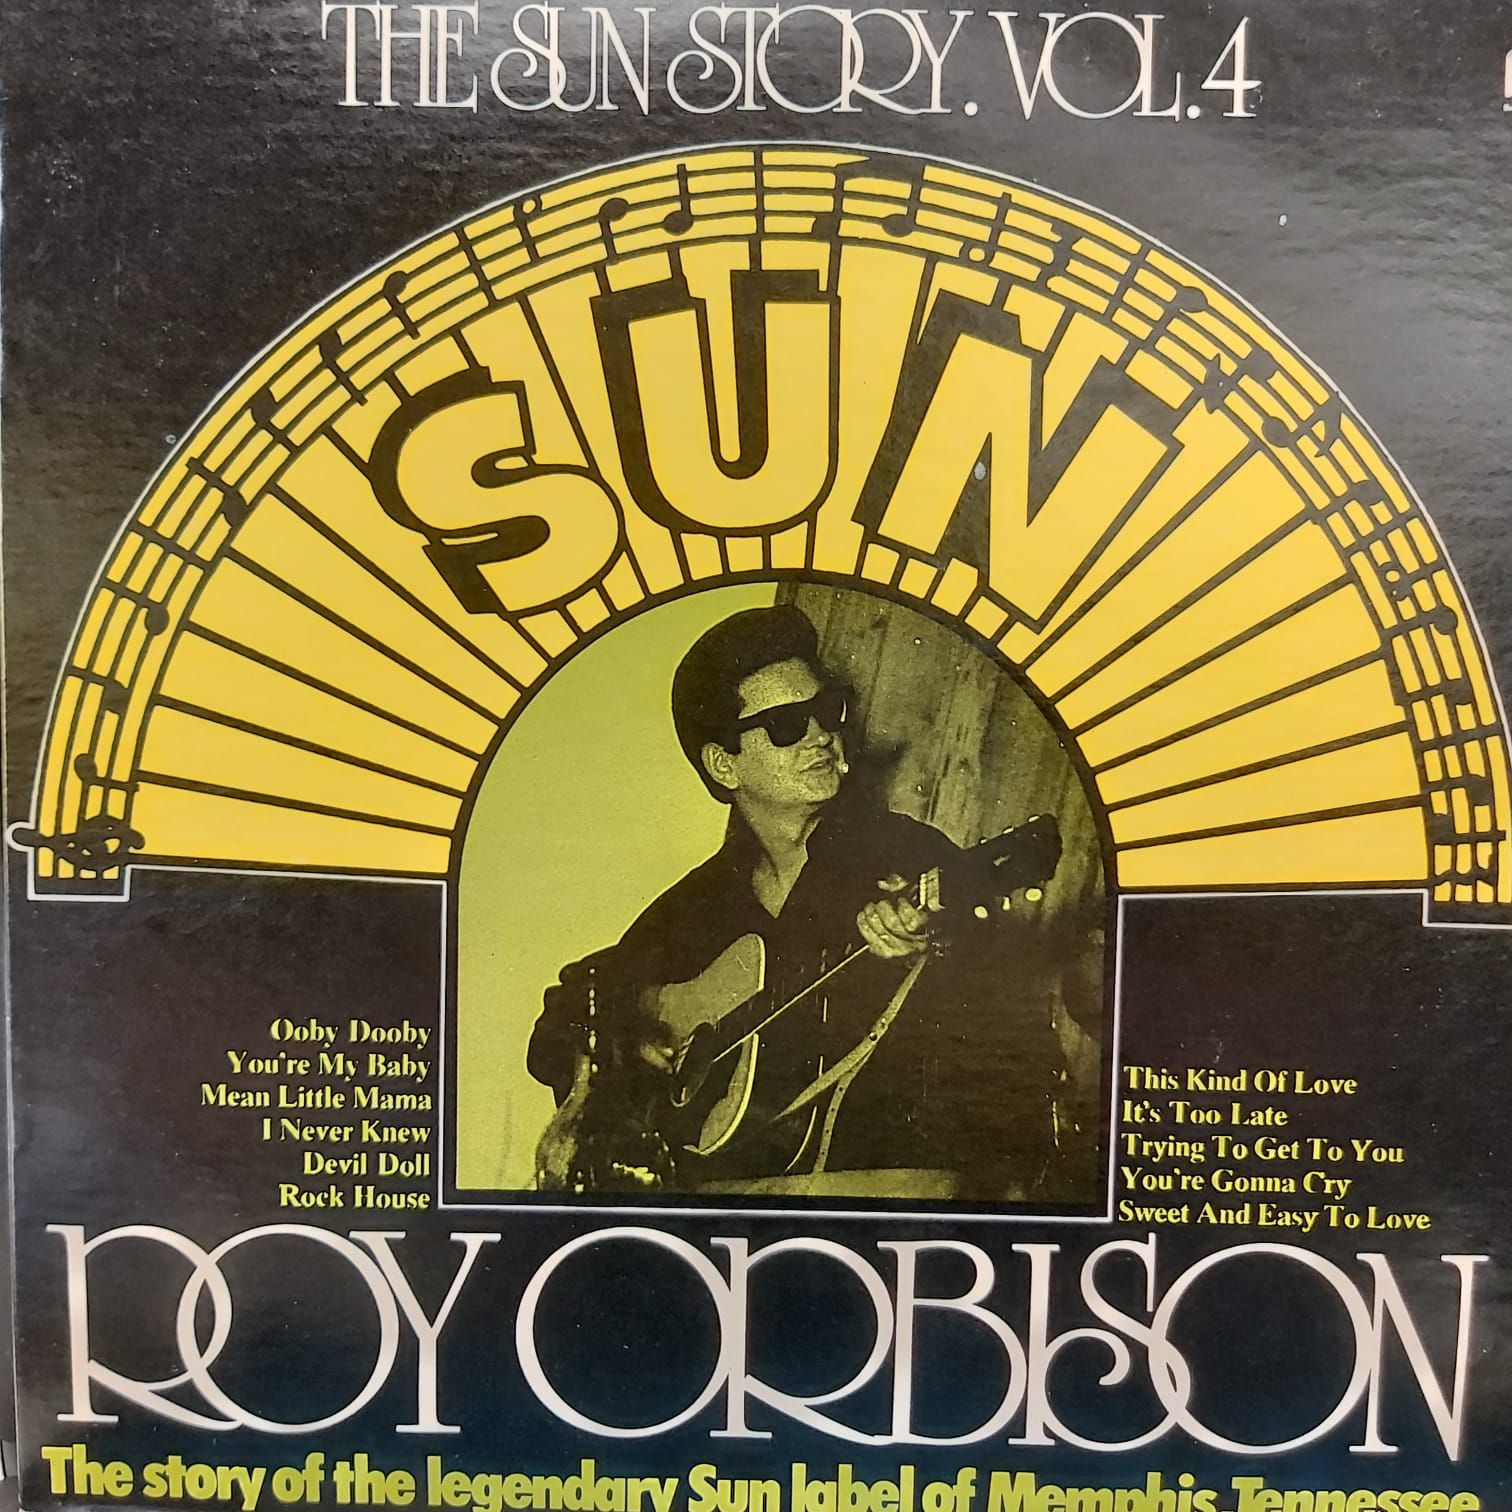 THE SUN STORY. VOL. 4
SUN
Ooby Dooby
You're My Baby
Mean Little Mama
I Never Knew
Devil Doll
Rock House
This Kind Of Love
It's Too Late
Trying To Get To You
You're Gonna Cry
Sweet And Easy To Love
ROY ORBISON
The story of the legendary Sun label of Memphis, Tennessee